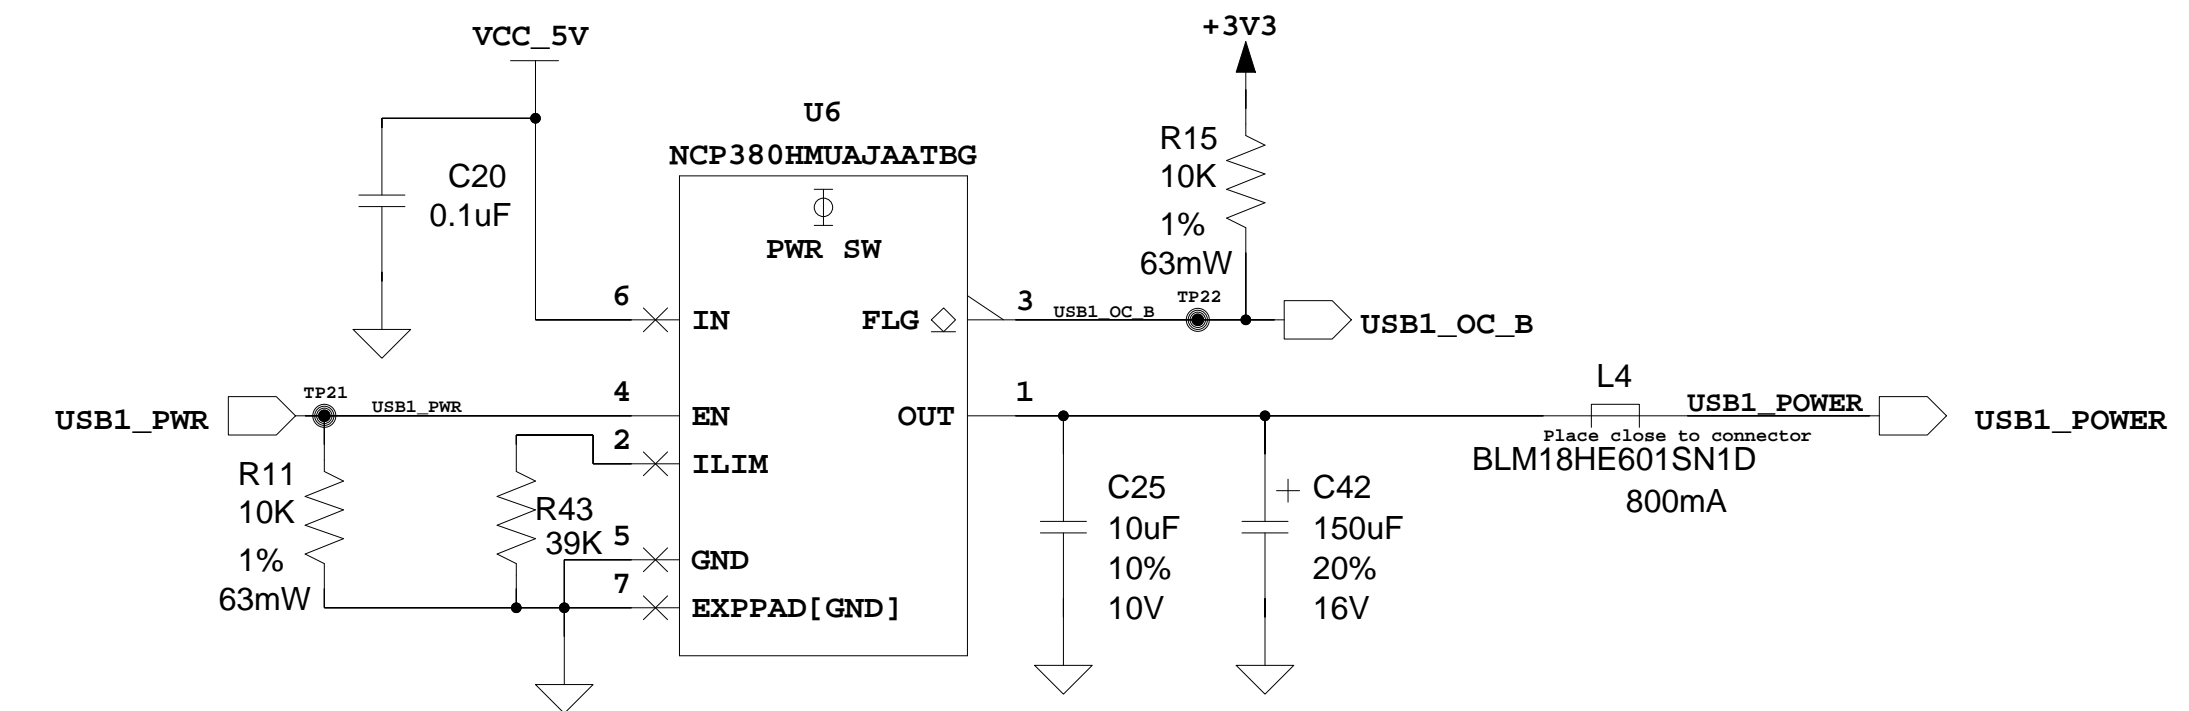 VCC_5V
+3V3
U6
NCP380HMUAJAATBG
R15
10K
1%
63mW
C20
0.1uF
PWR SW
6
IN
FLG
3
USB1_OC_B
TP22
USB1_OC_B
USB1_PWR
TP21
USB1_PWR
4
EN
OUT
1
L4
USB1_POWER
USB1_POWER
Place close to connector
BLM18HE601SN1D
800mA
2
ILIM
R11
10K
1%
63mW
R43
39K
5
GND
7
EXPPAD[GND]
C25
10uF
10%
10V
+
C42
150uF
20%
16V